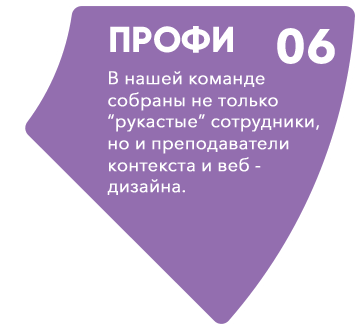 ПРОФИ 06
В нашей команде
собраны не только
“рукастые” сотрудники,
но и преподаватели
контекста и веб -
дизайна.